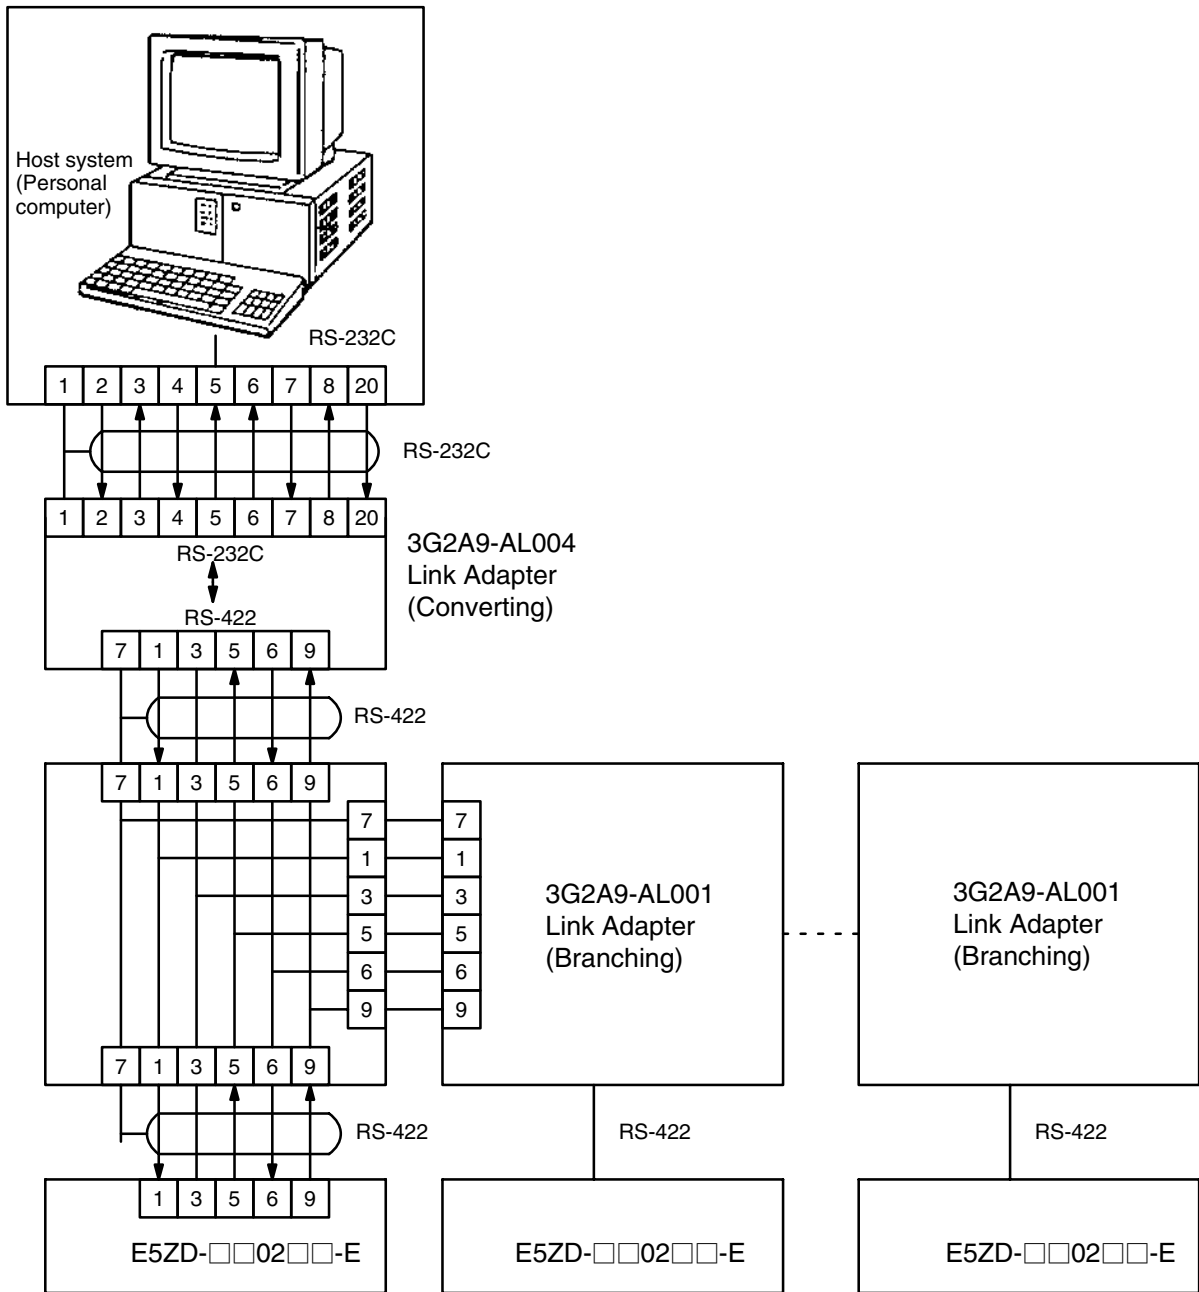 Host system
(Personal
computer)
RS-232C
1 2 3 4 5 6 7 8 20
RS-232C
1 2 3 4 5 6 7 8 20
RS-232C
3G2A9-AL004
Link Adapter
(Converting)
RS-422
7 1 3 5 6 9
RS-422
7 1 3 5 6 9
7 7
1 1
3 3
5 5
6 6
9 9
3G2A9-AL001
Link Adapter
(Branching)
3G2A9-AL001
Link Adapter
(Branching)
7 1 3 5 6 9
RS-422
RS-422
RS-422
1 3 5 6 9
E5ZD-□□02□□-E
E5ZD-□□02□□-E
E5ZD-□□02□□-E